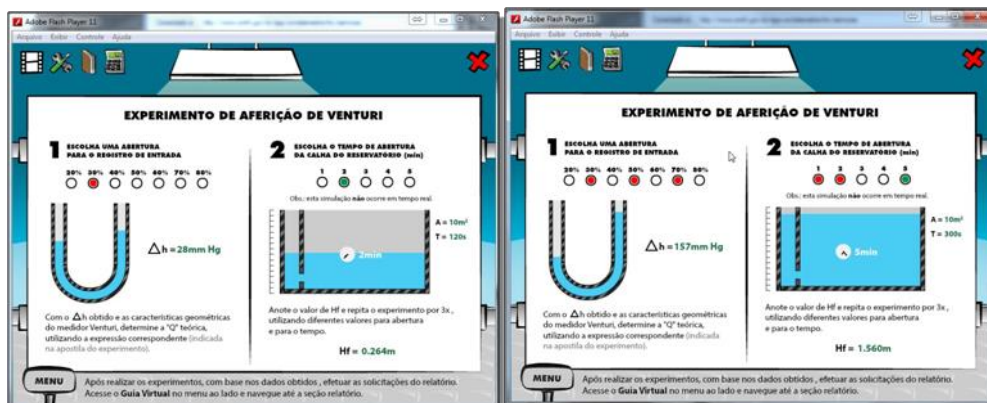 Adobe Flash Player 11
Arquivo Exibir Controle Ajuda
EXPERIMENTO DE AFERIÇÃO DE VENTURI
1 ESCOLHA UMA ABERTURA
PARA O REGISTRO DE ENTRADA
20% 30% 40% 50% 60% 70% 80%
△h = 28mm Hg
Com o △h obtido e as características geométricas
do medidor Venturi, determine a "Q" teórica,
utilizando a expressão correspondente (indicada
na apostila do experimento).
2 ESCOLHA O TEMPO DE ABERTURA
DA CALHA DO RESERVATÓRIO (min)
1 2 3 4 5
Obs.: esta simulação não ocorre em tempo real.
A = 10m²
T = 120s
2min
Anote o valor de Hf e repita o experimento por 3x ,
utilizando diferentes valores para abertura
e para o tempo.
Hf = 0.264m
MENU
Após realizar os experimentos, com base nos dados obtidos , efetuar as solicitações do relatório.
Acesse o Guia Virtual no menu ao lado e navegue até a seção relatório.
Adobe Flash Player 11
Arquivo Exibir Controle Ajuda
EXPERIMENTO DE AFERIÇÃO DE VENTURI
1 ESCOLHA UMA ABERTURA
PARA O REGISTRO DE ENTRADA
20% 30% 40% 50% 60% 70% 80%
△h = 157mm Hg
Com o △h obtido e as características geométricas
do medidor Venturi, determine a "Q" teórica,
utilizando a expressão correspondente (indicada
na apostila do experimento).
2 ESCOLHA O TEMPO DE ABERTURA
DA CALHA DO RESERVATÓRIO (min)
1 2 3 4 5
Obs.: esta simulação não ocorre em tempo real.
A = 10m²
T = 300s
5min
Anote o valor de Hf e repita o experimento por 3x ,
utilizando diferentes valores para abertura
e para o tempo.
Hf = 1.560m
MENU
Após realizar os experimentos, com base nos dados obtidos , efetuar as solicitações do relatório.
Acesse o Guia Virtual no menu ao lado e navegue até a seção relatório.